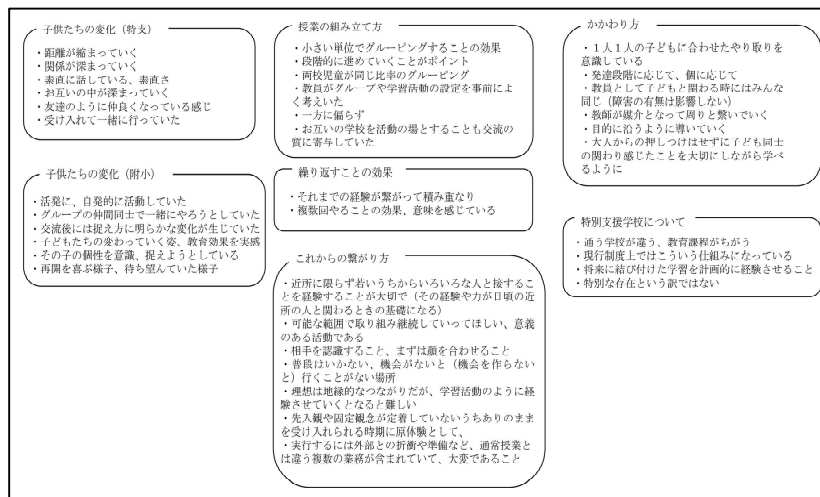 子供たちの変化（特支）
・距離が縮まっていく
・関係が深まっていく
・素直に話している、素直さ
・お互いの中が深まっていく
・友達のように仲良くなっている感じ
・受け入れて一緒に行っていた
子供たちの変化（附小）
・活発に、自発的に活動していた
・グループの仲間同士で一緒にやろうとしていた
・交流後には捉え方に明らかな変化が生じていた
・子どもたちの変わっていく姿、教育効果を実感
・その子の個性を意識、捉えようとしている
・再開を喜ぶ様子、待ち望んでいた様子
授業の組み立て方
・小さい単位でグルーピングすることの効果
・段階的に進めていくことがポイント
・両校児童が同じ比率のグルーピング
・教員がグループや学習活動の設定を事前によ
く考えいた
・一方に偏らず
・お互いの学校を活動の場とすることも交流の
質に寄与していた
繰り返すことの効果
・それまでの経験が繋がって積み重なり
・複数回やることの効果、意味を感じている
これからの繋がり方
・近所に限らず若いうちからいろいろな人と接するこ
とを経験することが大切で（その経験や力が日頃の近
所の人と関わるときの基礎になる）
・可能な範囲で取り組み継続していってほしい、意義
のある活動である
・相手を認識すること、まずは顔を合わせること
・普段はいかない、機会がないと（機会を作らない
と）行くことがない場所
・理想は地縁的なつながりだが、学習活動のように経
験させていくとなると難しい
・先入観や固定観念が定着していないうちありのまま
を受け入れられる時期に原体験として、
・実行するには外部との折衝や準備など、通常授業と
は違う複数の業務が含まれていて、大変であること
かかわり方
・１人１人の子どもに合わせたやり取りを
意識している
・発達段階に応じて、個に応じて
・教員として子どもと関わる時にはみんな
同じ（障害の有無は影響しない）
・教師が媒介となって周りと繋いでいく
・目的に沿うように導いていく
・大人からの押しつけはせずに子ども同士
の関わり感じたことを大切にしながら学べ
るように
特別支援学校について
・通う学校が違う、教育課程がちがう
・現行制度上ではこういう仕組みになっている
・将来に結び付けた学習を計画的に経験させること
・特別な存在という訳ではない